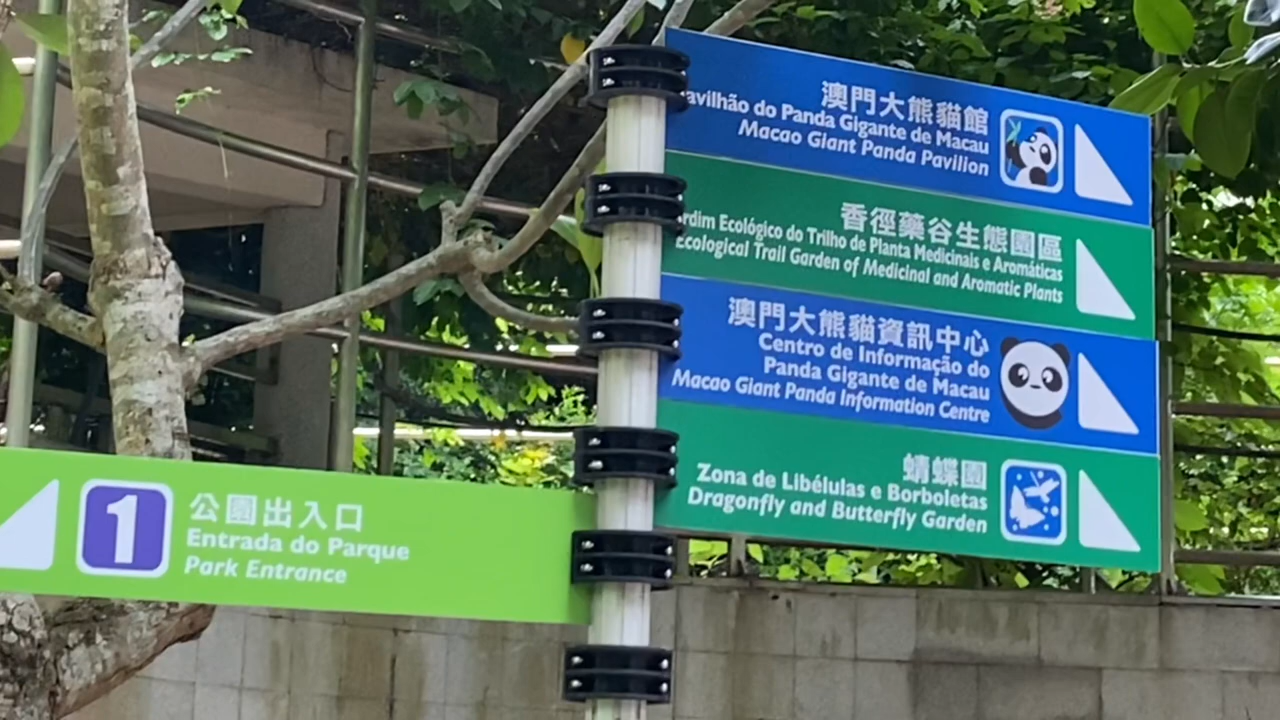 澳門大熊貓館
avilhão do Panda Gigante de Macau
Macao Giant Panda Pavilion
香徑藥谷生態園區
rdim Ecológico do Trilho de Planta Medicinais e Aromáticas
Ecological Trail Garden of Medicinal and Aromatic Plants
澳門大熊貓資訊中心
Centro de Informação do
Panda Gigante de Macau
Macao Giant Panda Information Centre
蜻蝶園
Zona de Libélulas e Borboletas
Dragonfly and Butterfly Garden
1
公園出入口
Entrada do Parque
Park Entrance